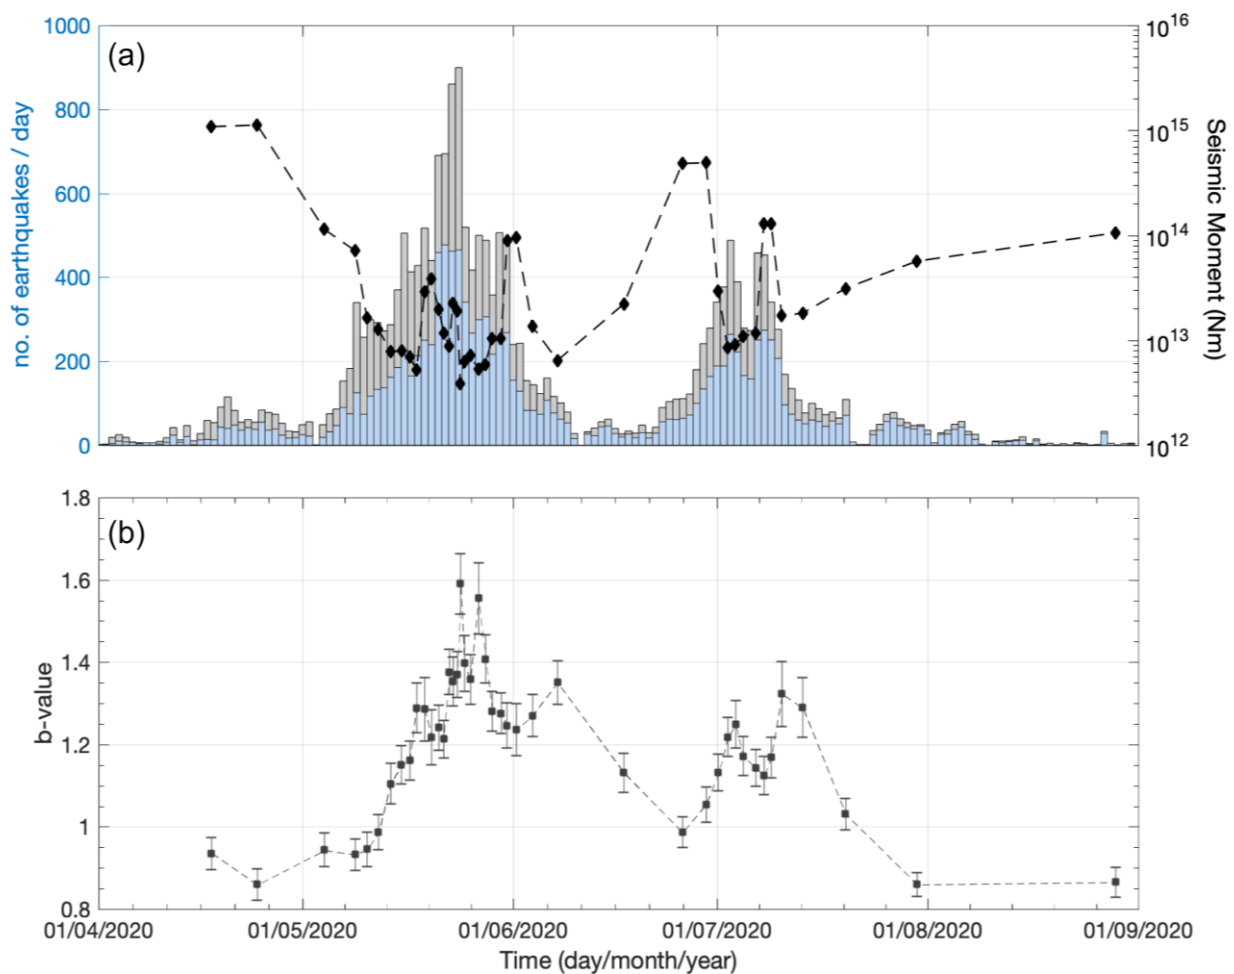 (a)
no. of earthquakes / day
1000
800
600
400
200
0
10^16
10^15
10^14
10^13
10^12
Seismic Moment (Nm)
(b)
b-value
1.8
1.6
1.4
1.2
1
0.8
01/04/2020 01/05/2020 01/06/2020 01/07/2020 01/08/2020 01/09/2020
Time (day/month/year)